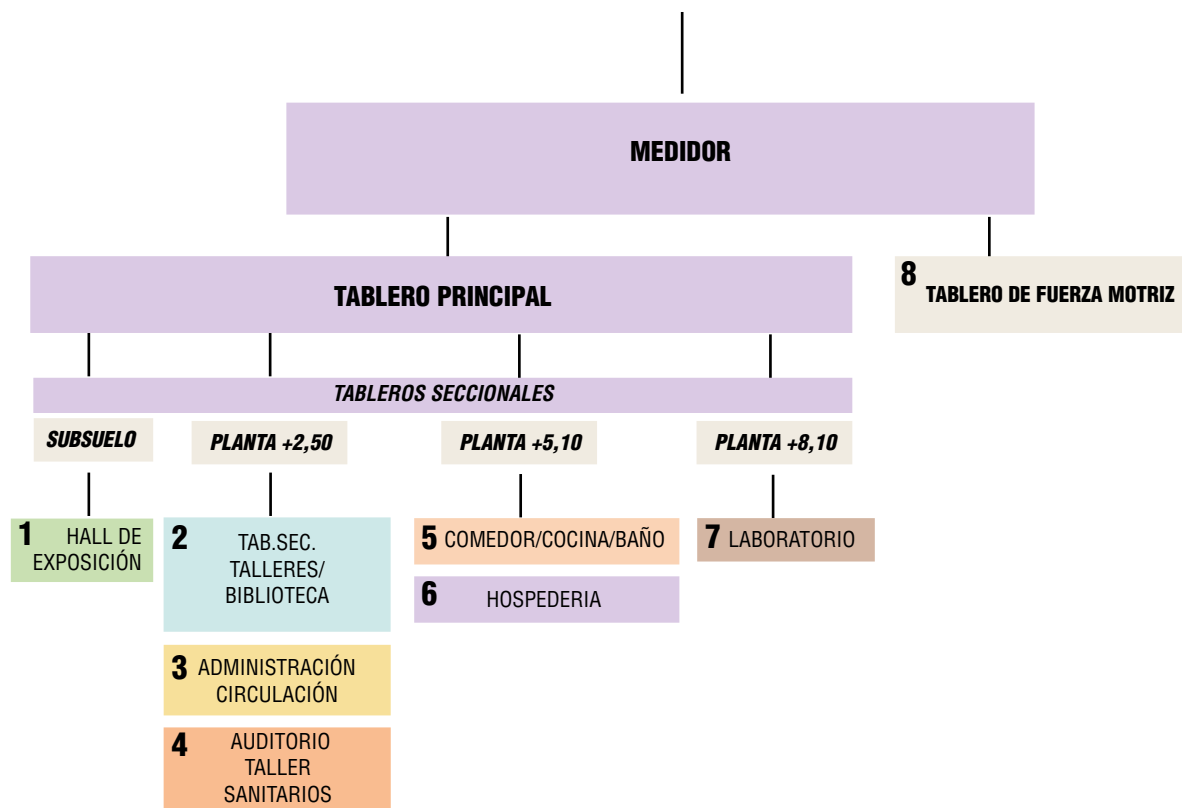 MEDIDOR
TABLERO PRINCIPAL
8
TABLERO DE FUERZA MOTRIZ
TABLEROS SECCIONALES
SUBSUELO
PLANTA +2,50
PLANTA +5,10
PLANTA +8,10
1 HALL DE
EXPOSICIÓN
2 TAB.SEC.
TALLERES/
BIBLIOTECA
3 ADMINISTRACIÓN
CIRCULACIÓN
4 AUDITORIO
TALLER
SANITARIOS
5 COMEDOR/COCINA/BAÑO
6 HOSPEDERIA
7 LABORATORIO